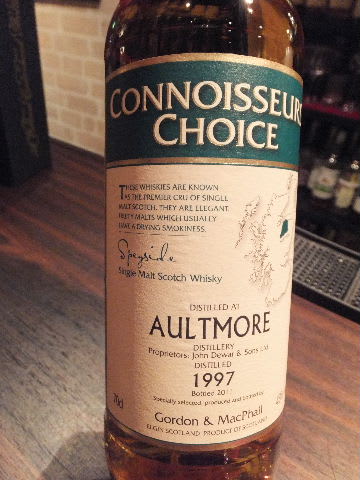 CONNOISSEURS
CHOICE
THESE WHISKIES ARE KNOWN
AS THE PREMIER CRU OF SINGLE
MALT SCOTCH. THEY ARE ELEGANT,
FRUITY MALTS WHICH USUALLY
HAVE A DRYING SMOKINESS.
Speyside
Single Malt Scotch Whisky
DISTILLED AT
AULTMORE
DISTILLERY
Proprietors: John Dewar & Sons Ltd.
DISTILLED
1997
Bottled 2011
Specially selected, produced and bottled by
70cl
Gordon & MacPhail
ELGIN SCOTLAND PRODUCT OF SCOTLAND